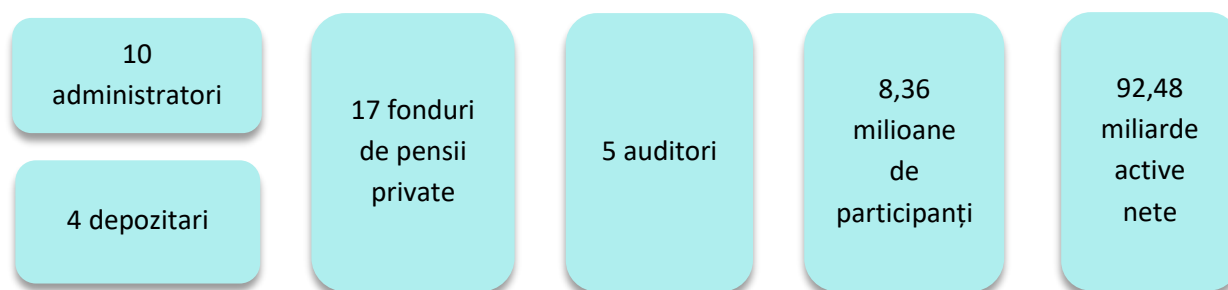 10
administratori
4 depozitari
17 fonduri
de pensii
private
5 auditori
8,36
milioane
de
participanți
92,48
miliarde
active
nete